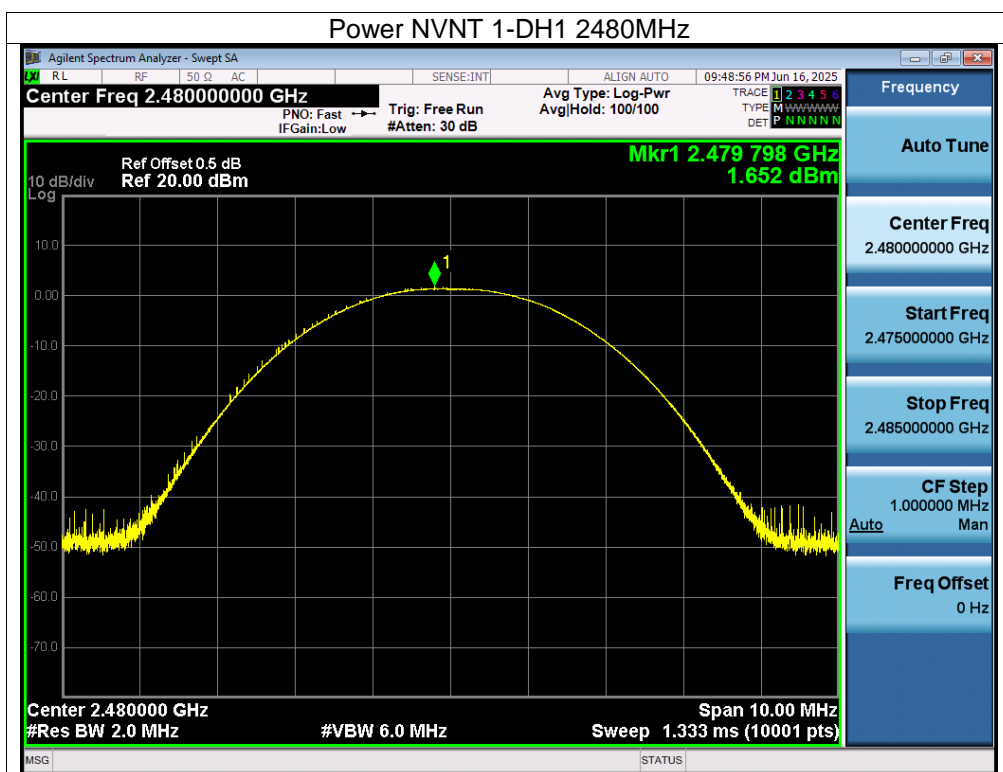 Power NVNT 1-DH1 2480MHz
Agilent Spectrum Analyzer - Swept SA
LXI RL RF 50 Ω AC SENSE:INT ALIGN AUTO 09:48:56 PM Jun 16, 2025
Center Freq 2.480000000 GHz
PNO: Fast
IFGain:Low
Trig: Free Run
#Atten: 30 dB
Avg Type: Log-Pwr
Avg|Hold: 100/100
TRACE 1 2 3 4 5 6
TYPE M WWWWW
DET P N N N N N
Ref Offset 0.5 dB
10 dB/div Ref 20.00 dBm
Log
Mkr1 2.479 798 GHz
1.652 dBm
1
10.0
0.00
-10.0
-20.0
-30.0
-40.0
-50.0
-60.0
-70.0
Center 2.480000 GHz Span 10.00 MHz
#Res BW 2.0 MHz #VBW 6.0 MHz Sweep 1.333 ms (10001 pts)
MSG STATUS
Frequency
Auto Tune
Center Freq
2.480000000 GHz
Start Freq
2.475000000 GHz
Stop Freq
2.485000000 GHz
CF Step
1.000000 MHz
Auto Man
Freq Offset
0 Hz